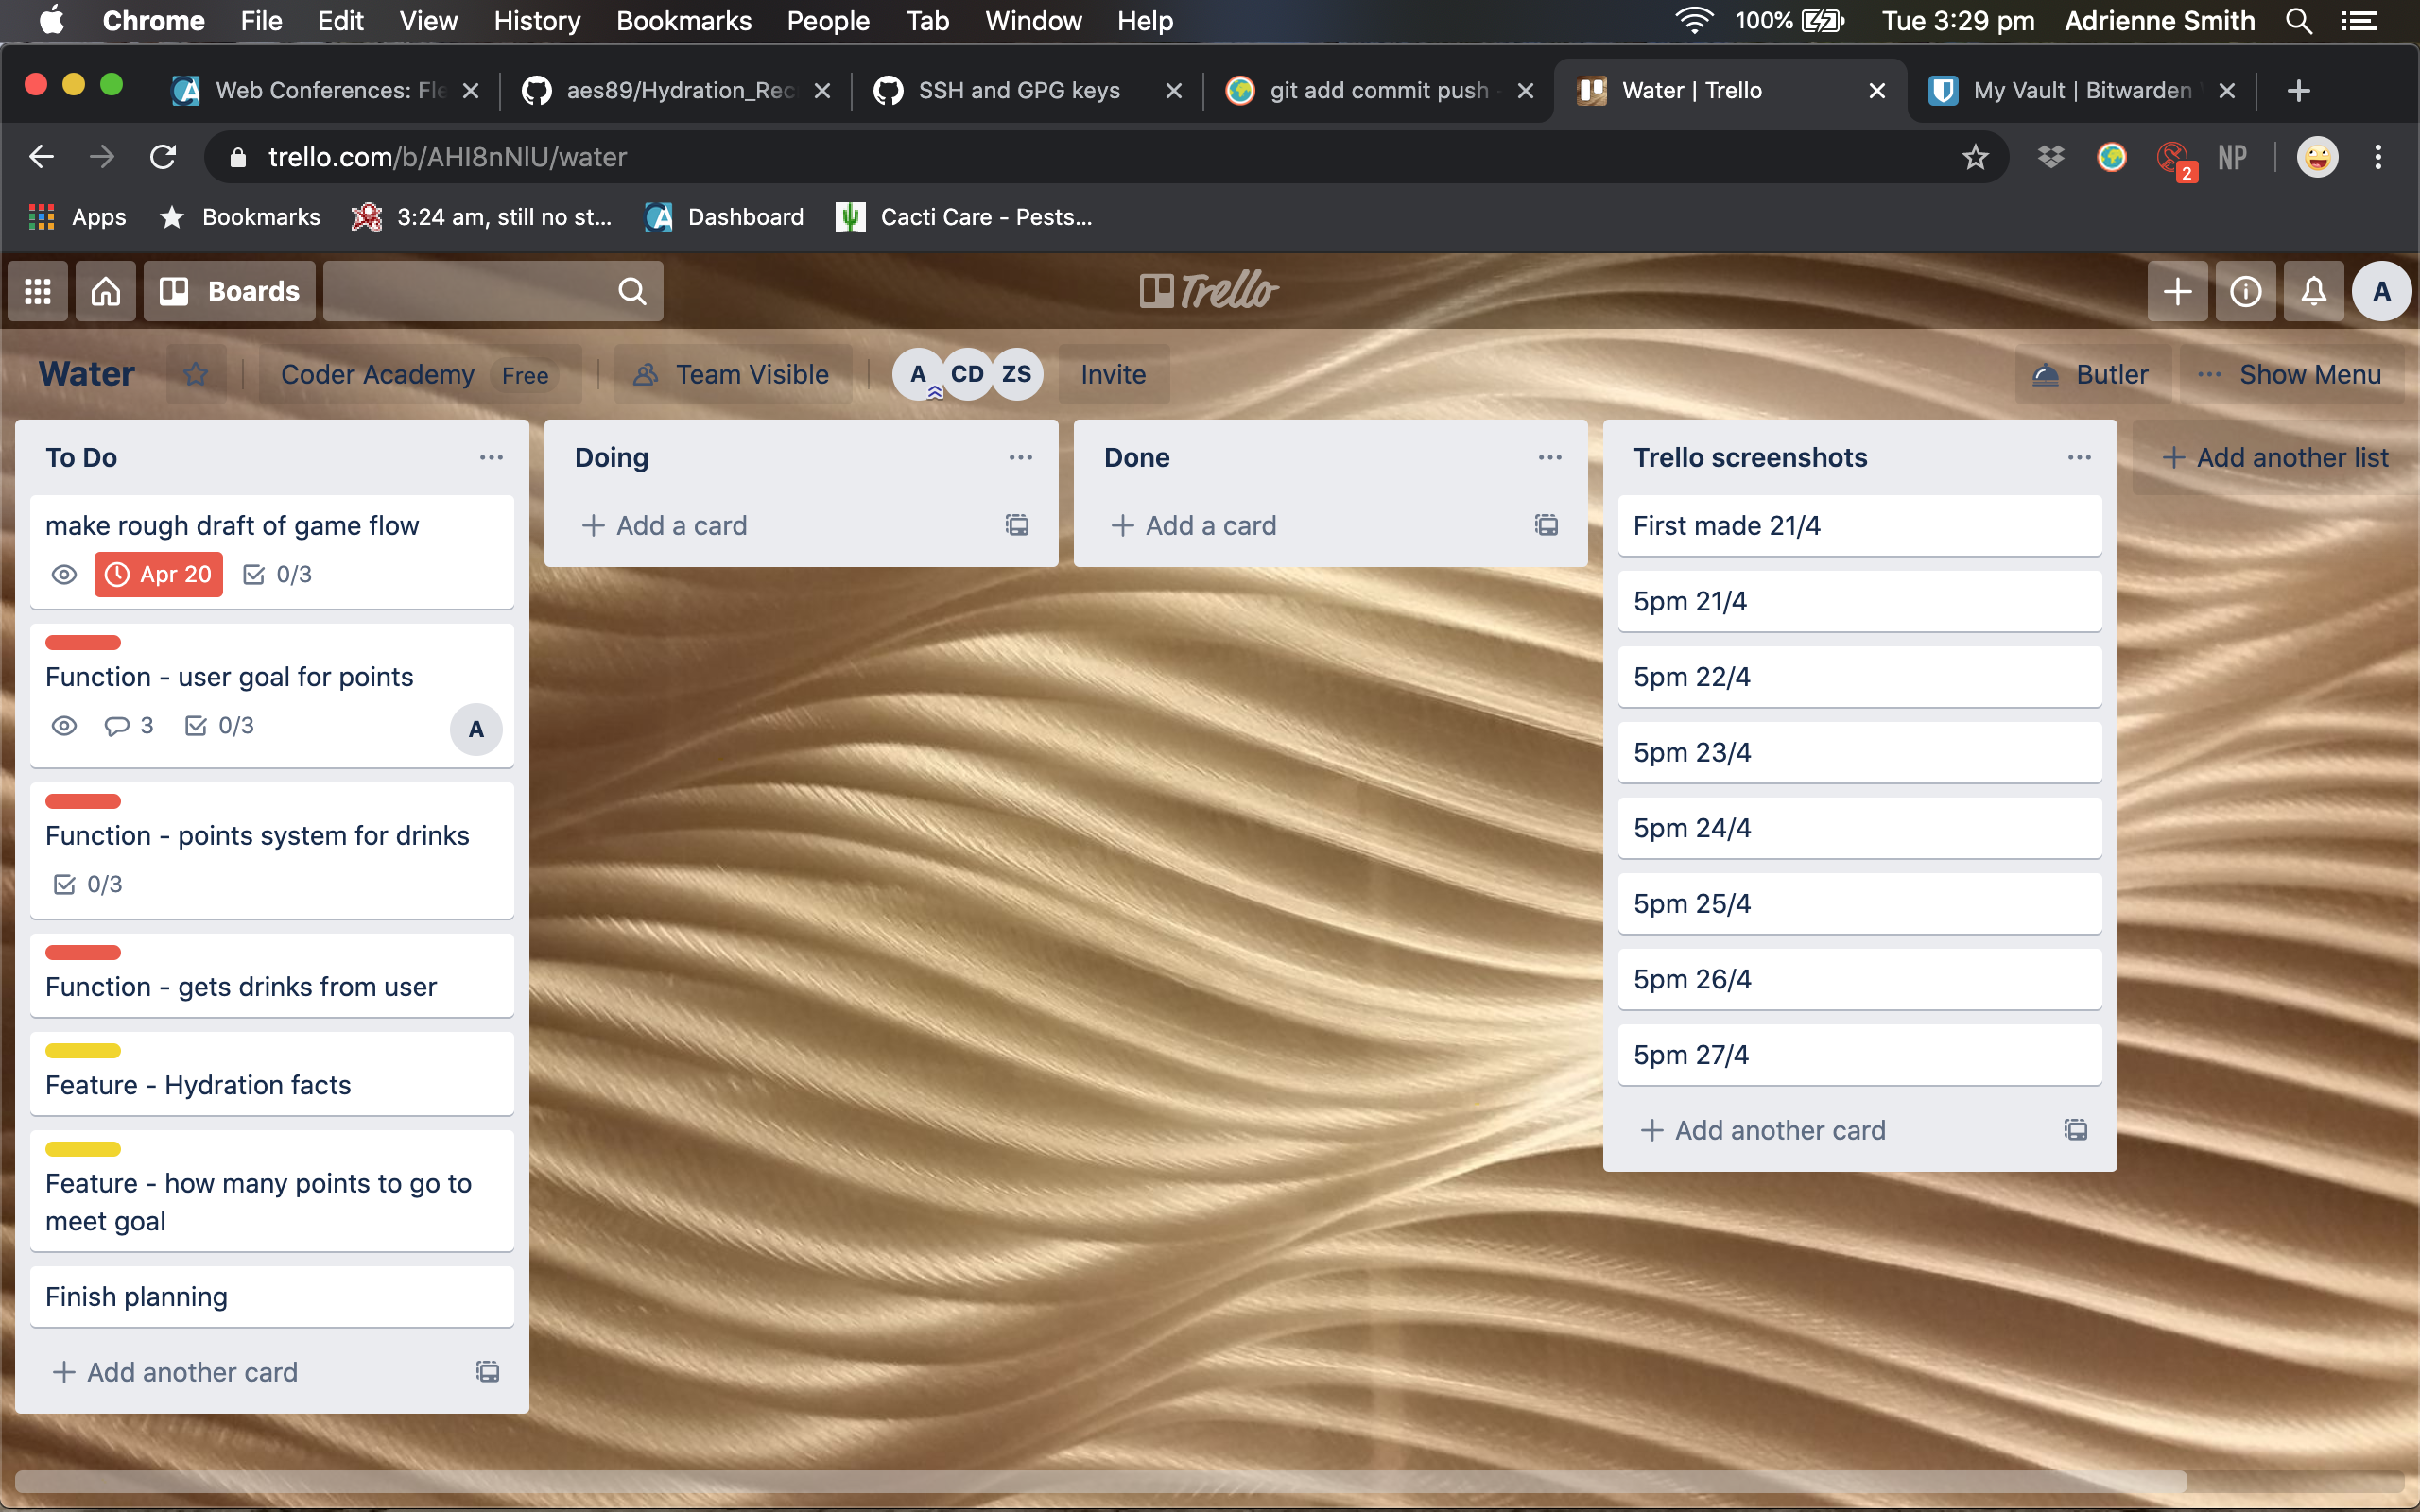 Chrome File Edit View History Bookmarks People Tab Window Help 100% Tue 3:29 pm Adrienne Smith
Web Conferences: Fle aes89/Hydration_Rec SSH and GPG keys git add commit push - Water | Trello My Vault | Bitwarden
trello.com/b/AHI8nNlU/water 2 NP
Apps Bookmarks 3:24 am, still no st... Dashboard Cacti Care - Pests...
Boards Trello A
Water Coder Academy Free Team Visible A CD ZS Invite Butler Show Menu
To Do
make rough draft of game flow
Apr 20 0/3
Function - user goal for points
3 0/3 A
Function - points system for drinks
0/3
Function - gets drinks from user
Feature - Hydration facts
Feature - how many points to go to
meet goal
Finish planning
+ Add another card
Doing
+ Add a card
Done
+ Add a card
Trello screenshots
First made 21/4
5pm 21/4
5pm 22/4
5pm 23/4
5pm 24/4
5pm 25/4
5pm 26/4
5pm 27/4
+ Add another card
+ Add another list